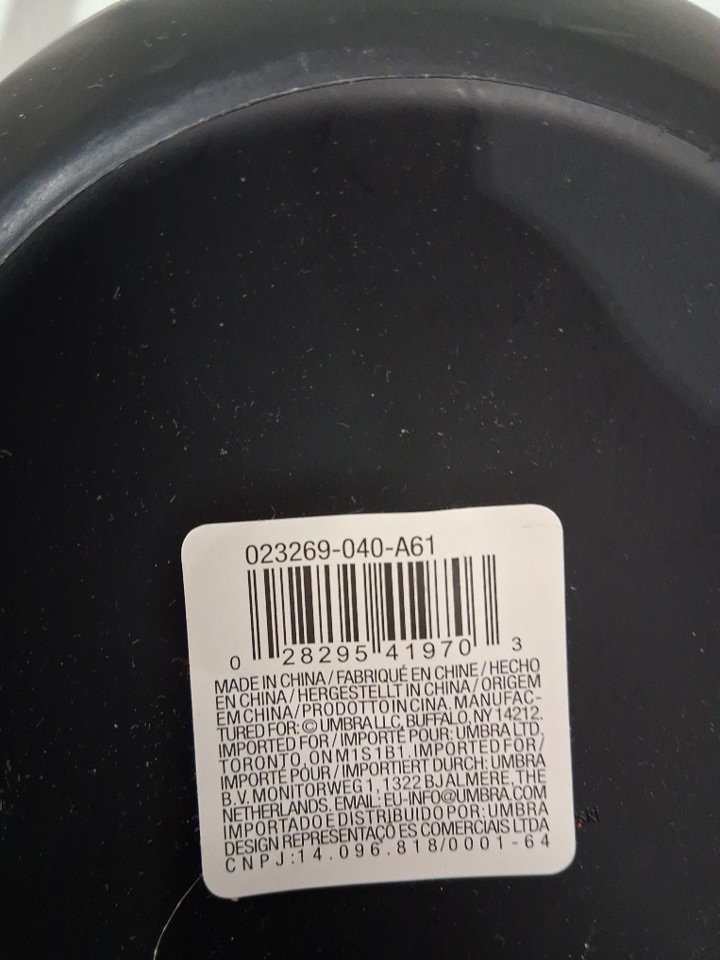 023269-040-A61
0 28295 41970 3
MADE IN CHINA / FABRIQUÉ EN CHINE / HECHO
EN CHINA / HERGESTELLT IN CHINA / ORIGEM
EM CHINA / PRODOTTO IN CINA, MANUFAC-
TURED FOR: © UMBRA LLC, BUFFALO, NY 14212.
IMPORTED FOR / IMPORTÉ POUR: UMBRA LTD.
TORONTO, ON M1S 1B1. IMPORTED FOR /
IMPORTÉ POUR / IMPORTIERT DURCH: UMBRA
B.V. MONITORWEG 1, 1322 BJ ALMERE, THE
NETHERLANDS. EMAIL: EU-INFO@UMBRA.COM
IMPORTADO E DISTRIBUIDO POR: UMBRA
DESIGN REPRESENTAÇO ES COMERCIAIS LTDA
CNPJ:14.096.818/0001-64